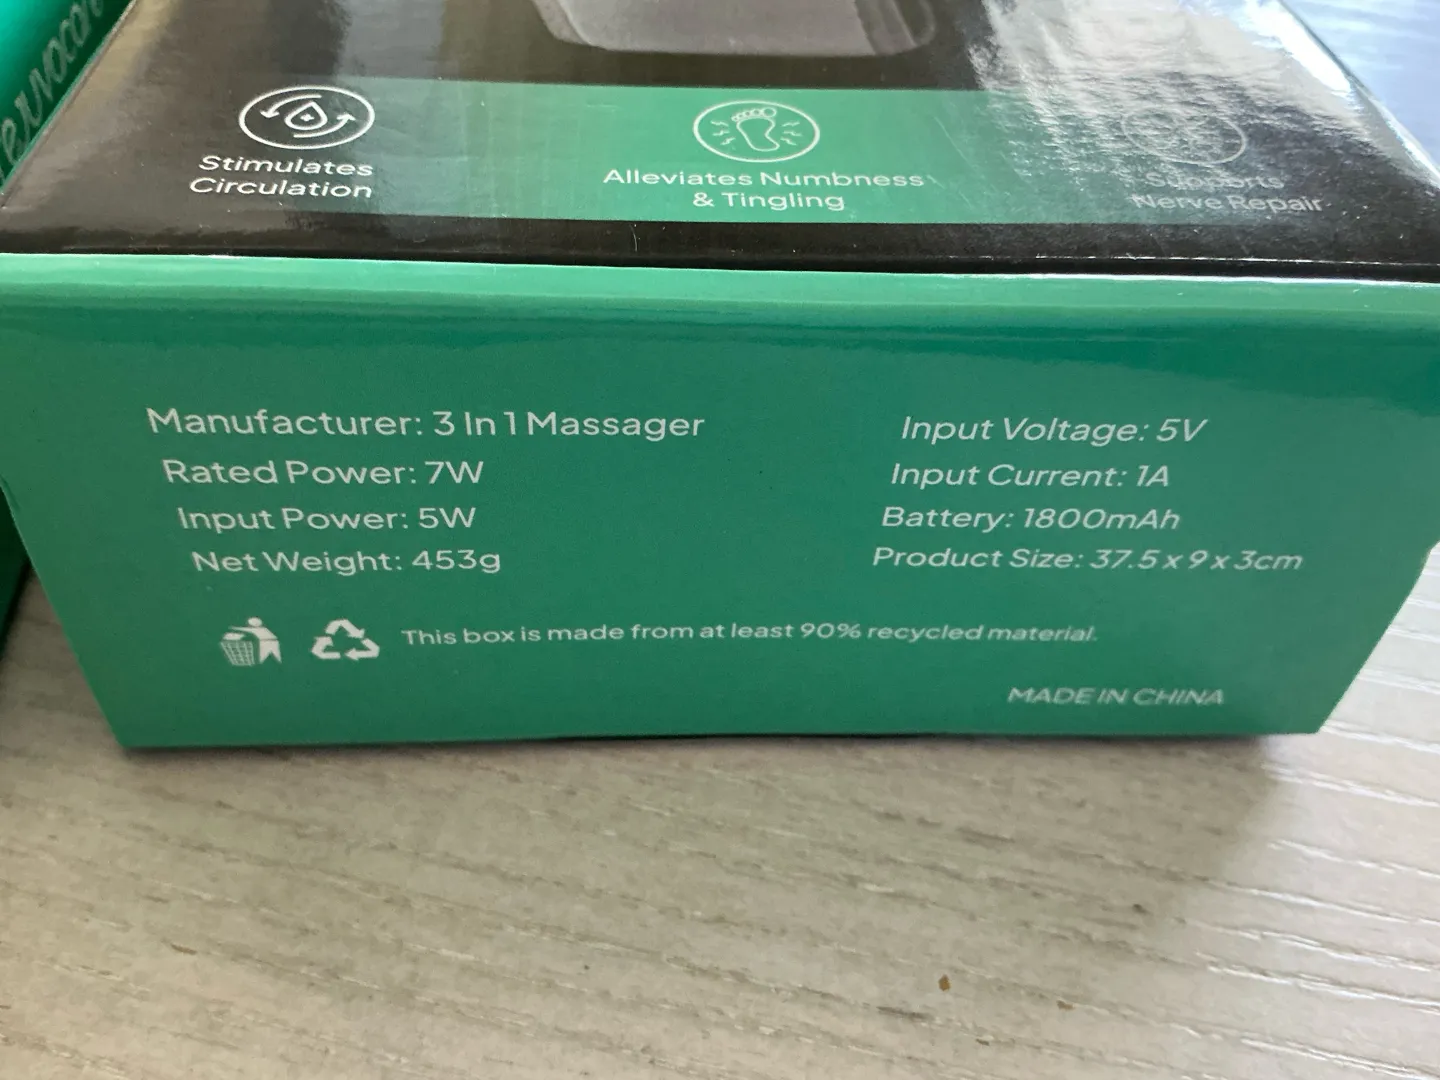 Stimulates
Circulation
Alleviates Numbness
& Tingling
Supports
Nerve Repair
Manufacturer: 3 In 1 Massager
Rated Power: 7W
Input Power: 5W
Net Weight: 453g
Input Voltage: 5V
Input Current: 1A
Battery: 1800mAh
Product Size: 37.5 x 9 x 3cm
This box is made from at least 90% recycled material.
MADE IN CHINA